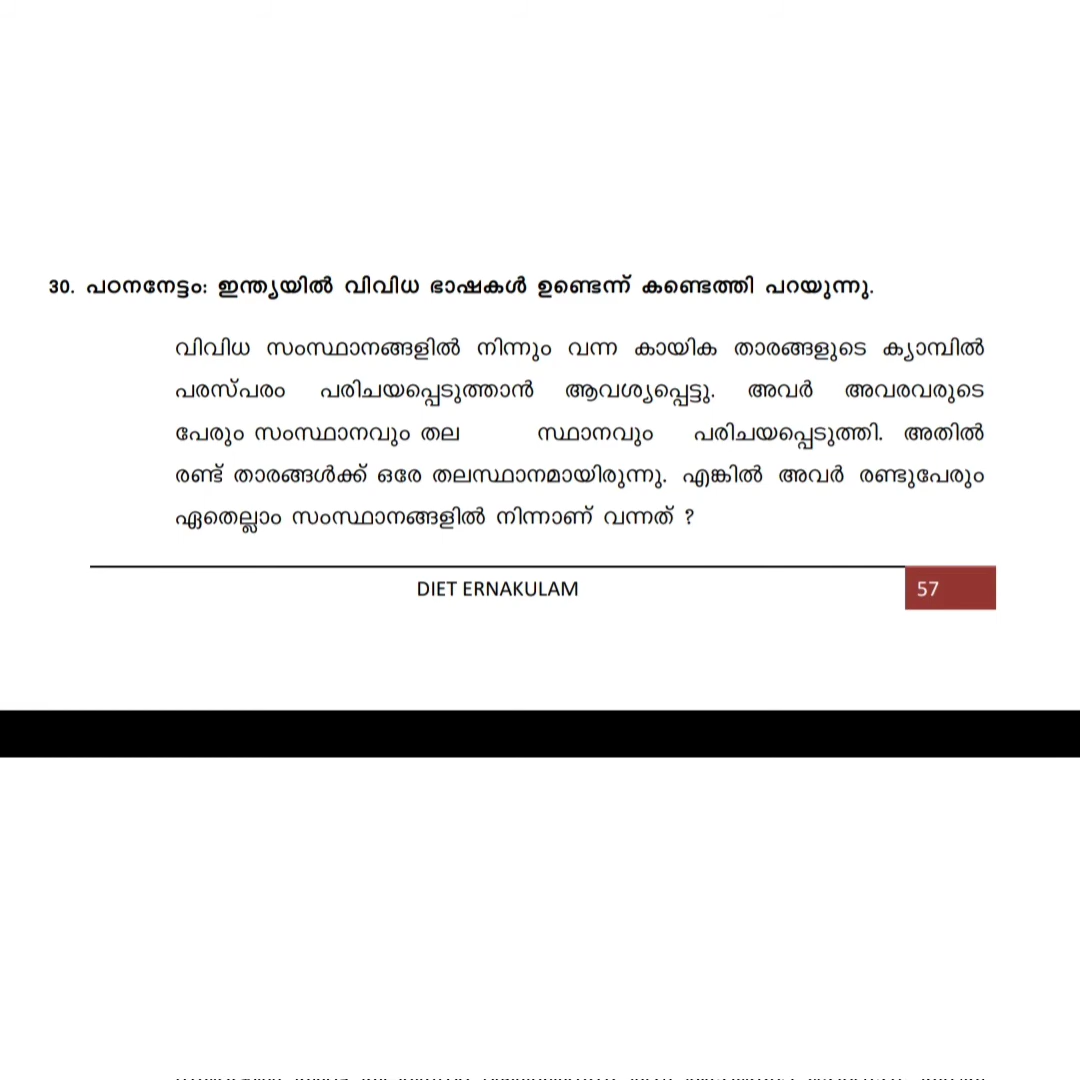 30. പഠനനേട്ടം: ഇന്ത്യയിൽ വിവിധ ഭാഷകൾ ഉണ്ടെന്ന് കണ്ടെത്തി പറയുന്നു.
വിവിധ സംസ്ഥാനങ്ങളിൽ നിന്നും വന്ന കായിക താരങ്ങളുടെ ക്യാമ്പിൽ
പരസ്പരം പരിചയപ്പെടുത്താൻ ആവശ്യപ്പെട്ടു. അവർ അവരവരുടെ
പേരും സംസ്ഥാനവും തല സ്ഥാനവും പരിചയപ്പെടുത്തി. അതിൽ
രണ്ട് താരങ്ങൾക്ക് ഒരേ തലസ്ഥാനമായിരുന്നു. എങ്കിൽ അവർ രണ്ടുപേരും
ഏതെല്ലാം സംസ്ഥാനങ്ങളിൽ നിന്നാണ് വന്നത് ?
DIET ERNAKULAM 57